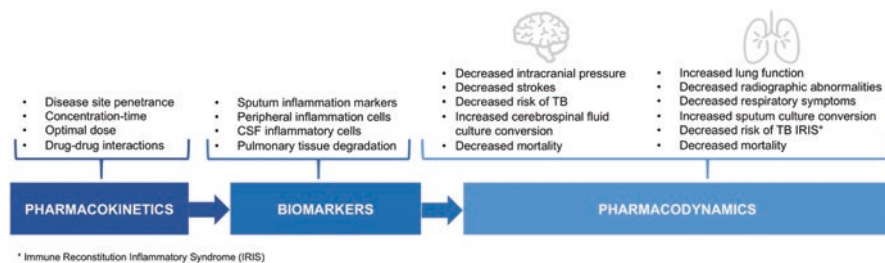 • Disease site penetrance
• Concentration-time
• Optimal dose
• Drug-drug interactions
• Sputum inflammation markers
• Peripheral inflammation cells
• CSF inflammatory cells
• Pulmonary tissue degradation
• Decreased intracranial pressure
• Decreased strokes
• Decreased risk of TB
• Increased cerebrospinal fluid
culture conversion
• Decreased mortality
• Increased lung function
• Decreased radiographic abnormalities
• Decreased respiratory symptoms
• Increased sputum culture conversion
• Decreased risk of TB IRIS*
• Decreased mortality
PHARMACOKINETICS
BIOMARKERS
PHARMACODYNAMICS
* Immune Reconstitution Inflammatory Syndrome (IRIS)